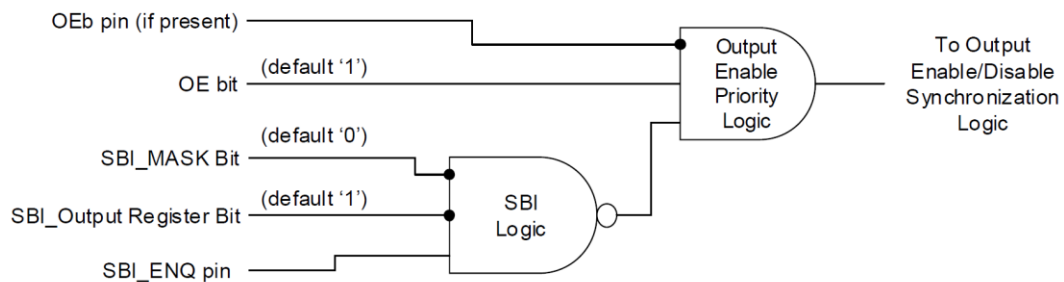 OEb pin (if present)
(default ‘1’)
OE bit
(default ‘0’)
SBI_MASK Bit
(default ‘1’)
SBI_Output Register Bit
SBI_ENQ pin
SBI
Logic
Output
Enable
Priority
Logic
To Output
Enable/Disable
Synchronization
Logic